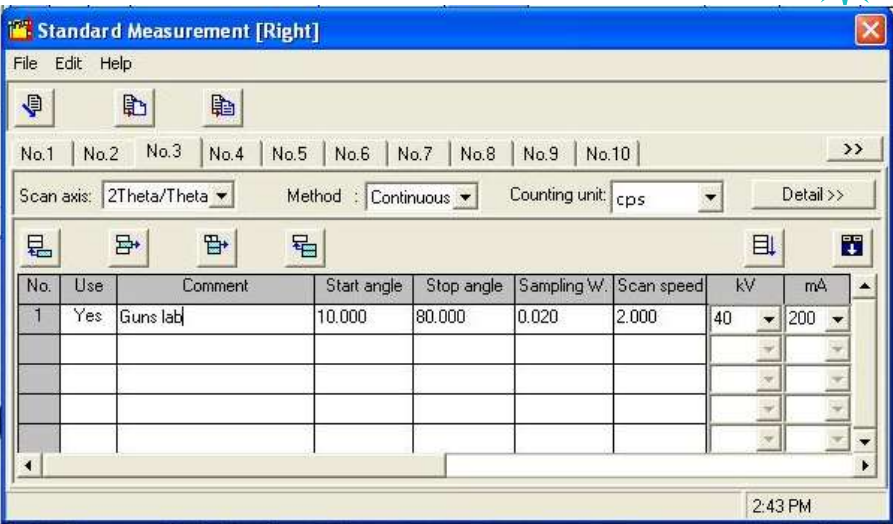 Standard Measurement [Right]
File Edit Help
No.1 No.2 No.3 No.4 No.5 No.6 No.7 No.8 No.9 No.10 >>
Scan axis: 2Theta/Theta Method : Continuous Counting unit: cps Detail >>
No. Use Comment Start angle Stop angle Sampling W. Scan speed kV mA
1 Yes Guns lab 10.000 80.000 0.020 2.000 40 200
2:43 PM